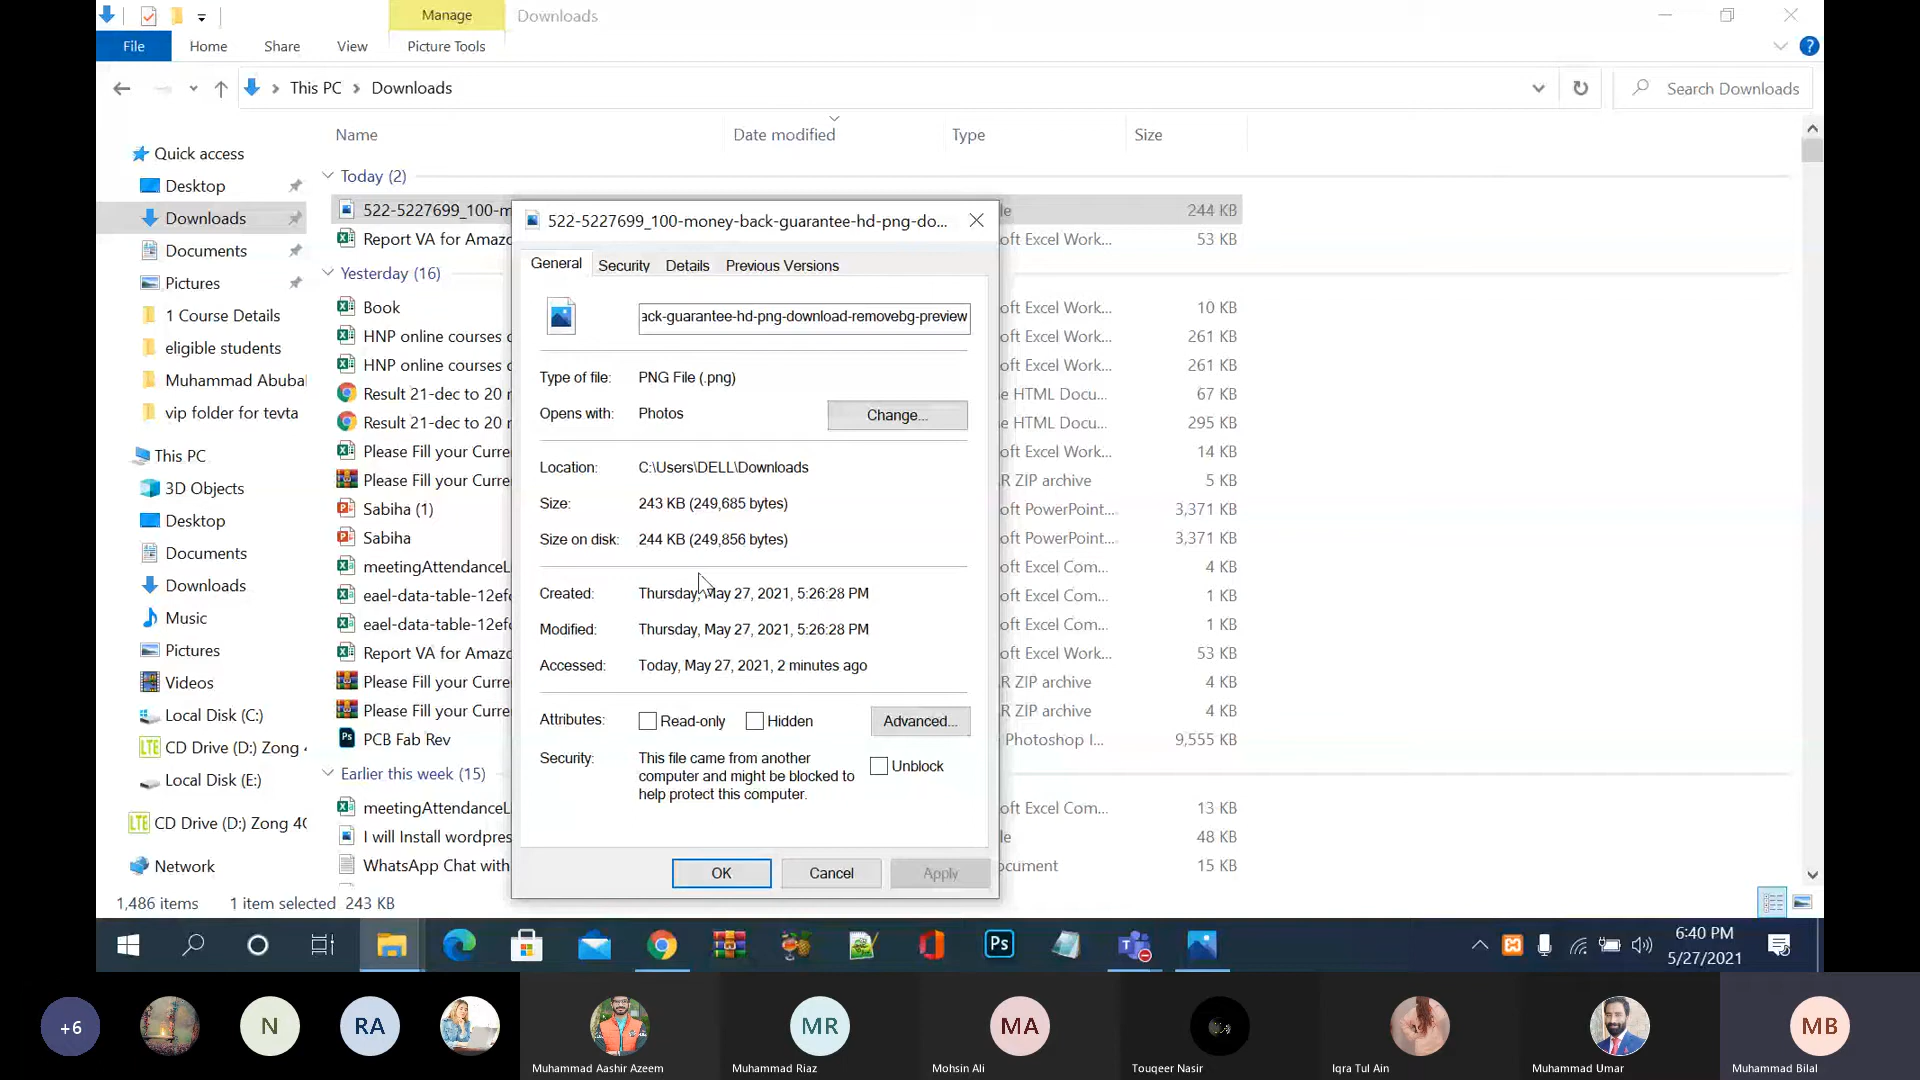 Manage
Downloads
File
Home
Share
View
Picture Tools
This PC
Downloads
Search Downloads
Name
Date modified
Type
Size
Quick access
Desktop
Downloads
Documents
Pictures
1 Course Details
eligible students
Muhammad Abubal
vip folder for tevta
This PC
3D Objects
Desktop
Documents
Downloads
Music
Pictures
Videos
Local Disk (C:)
CD Drive (D:) Zong 4
Local Disk (E:)
CD Drive (D:) Zong 4G
Network
Today (2)
522-5227699_100-m
244 KB
Report VA for Amazo
oft Excel Work...
53 KB
Yesterday (16)
Book
oft Excel Work...
10 KB
HNP online courses
oft Excel Work...
261 KB
HNP online courses
oft Excel Work...
261 KB
Result 21-dec to 20
e HTML Docu...
67 KB
Result 21-dec to 20
e HTML Docu...
295 KB
Please Fill your Curre
oft Excel Work...
14 KB
Please Fill your Curre
R ZIP archive
5 KB
Sabiha (1)
oft PowerPoint...
3,371 KB
Sabiha
oft PowerPoint...
3,371 KB
meetingAttendanceL
oft Excel Com...
4 KB
eael-data-table-12efc
oft Excel Com...
1 KB
eael-data-table-12efc
oft Excel Com...
1 KB
Report VA for Amazo
oft Excel Work...
53 KB
Please Fill your Curre
R ZIP archive
4 KB
Please Fill your Curre
R ZIP archive
4 KB
PCB Fab Rev
Photoshop I...
9,555 KB
Earlier this week (15)
meetingAttendanceL
oft Excel Com...
13 KB
I will Install wordpres
le
48 KB
WhatsApp Chat with
ocument
15 KB
522-5227699_100-money-back-guarantee-hd-png-do...
General
Security
Details
Previous Versions
ack-guarantee-hd-png-download-removebg-preview
Type of file:
PNG File (.png)
Opens with:
Photos
Change...
Location:
C:\Users\DELL\Downloads
Size:
243 KB (249,685 bytes)
Size on disk:
244 KB (249,856 bytes)
Created:
Thursday, May 27, 2021, 5:26:28 PM
Modified:
Thursday, May 27, 2021, 5:26:28 PM
Accessed:
Today, May 27, 2021, 2 minutes ago
Attributes:
Read-only
Hidden
Advanced...
Security:
This file came from another
computer and might be blocked to
help protect this computer.
Unblock
OK
Cancel
Apply
1,486 items
1 item selected
243 KB
Ps
6:40 PM
5/27/2021
+6
N
RA
MR
MA
MB
Muhammad Aashir Azeem
Muhammad Riaz
Mohsin Ali
Touqeer Nasir
Iqra Tul Ain
Muhammad Umar
Muhammad Bilal